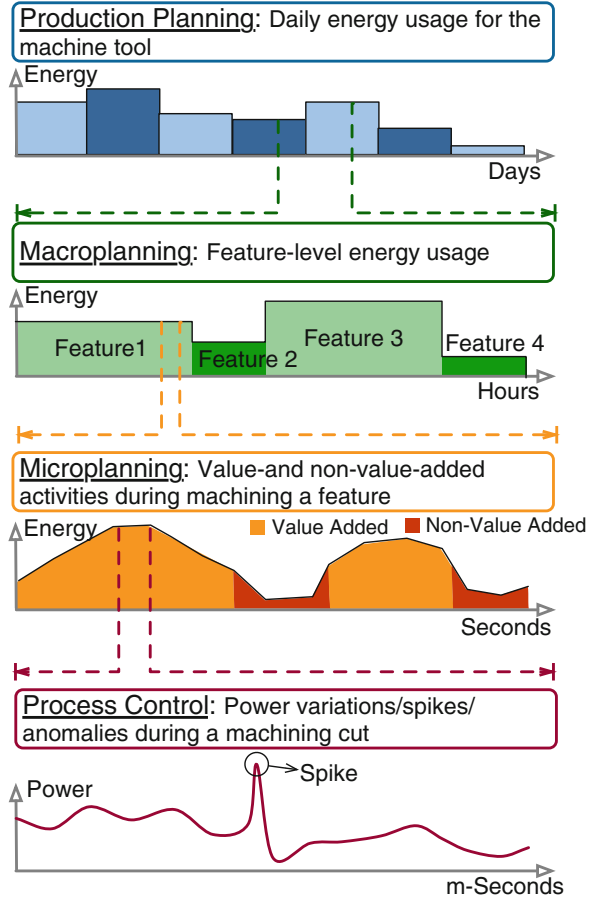 Production Planning: Daily energy usage for the
machine tool
Energy
Days
Macroplanning: Feature-level energy usage
Energy
Feature1
Feature 2
Feature 3
Feature 4
Hours
Microplanning: Value-and non-value-added
activities during machining a feature
Energy
Value Added
Non-Value Added
Seconds
Process Control: Power variations/spikes/
anomalies during a machining cut
Power
Spike
m-Seconds